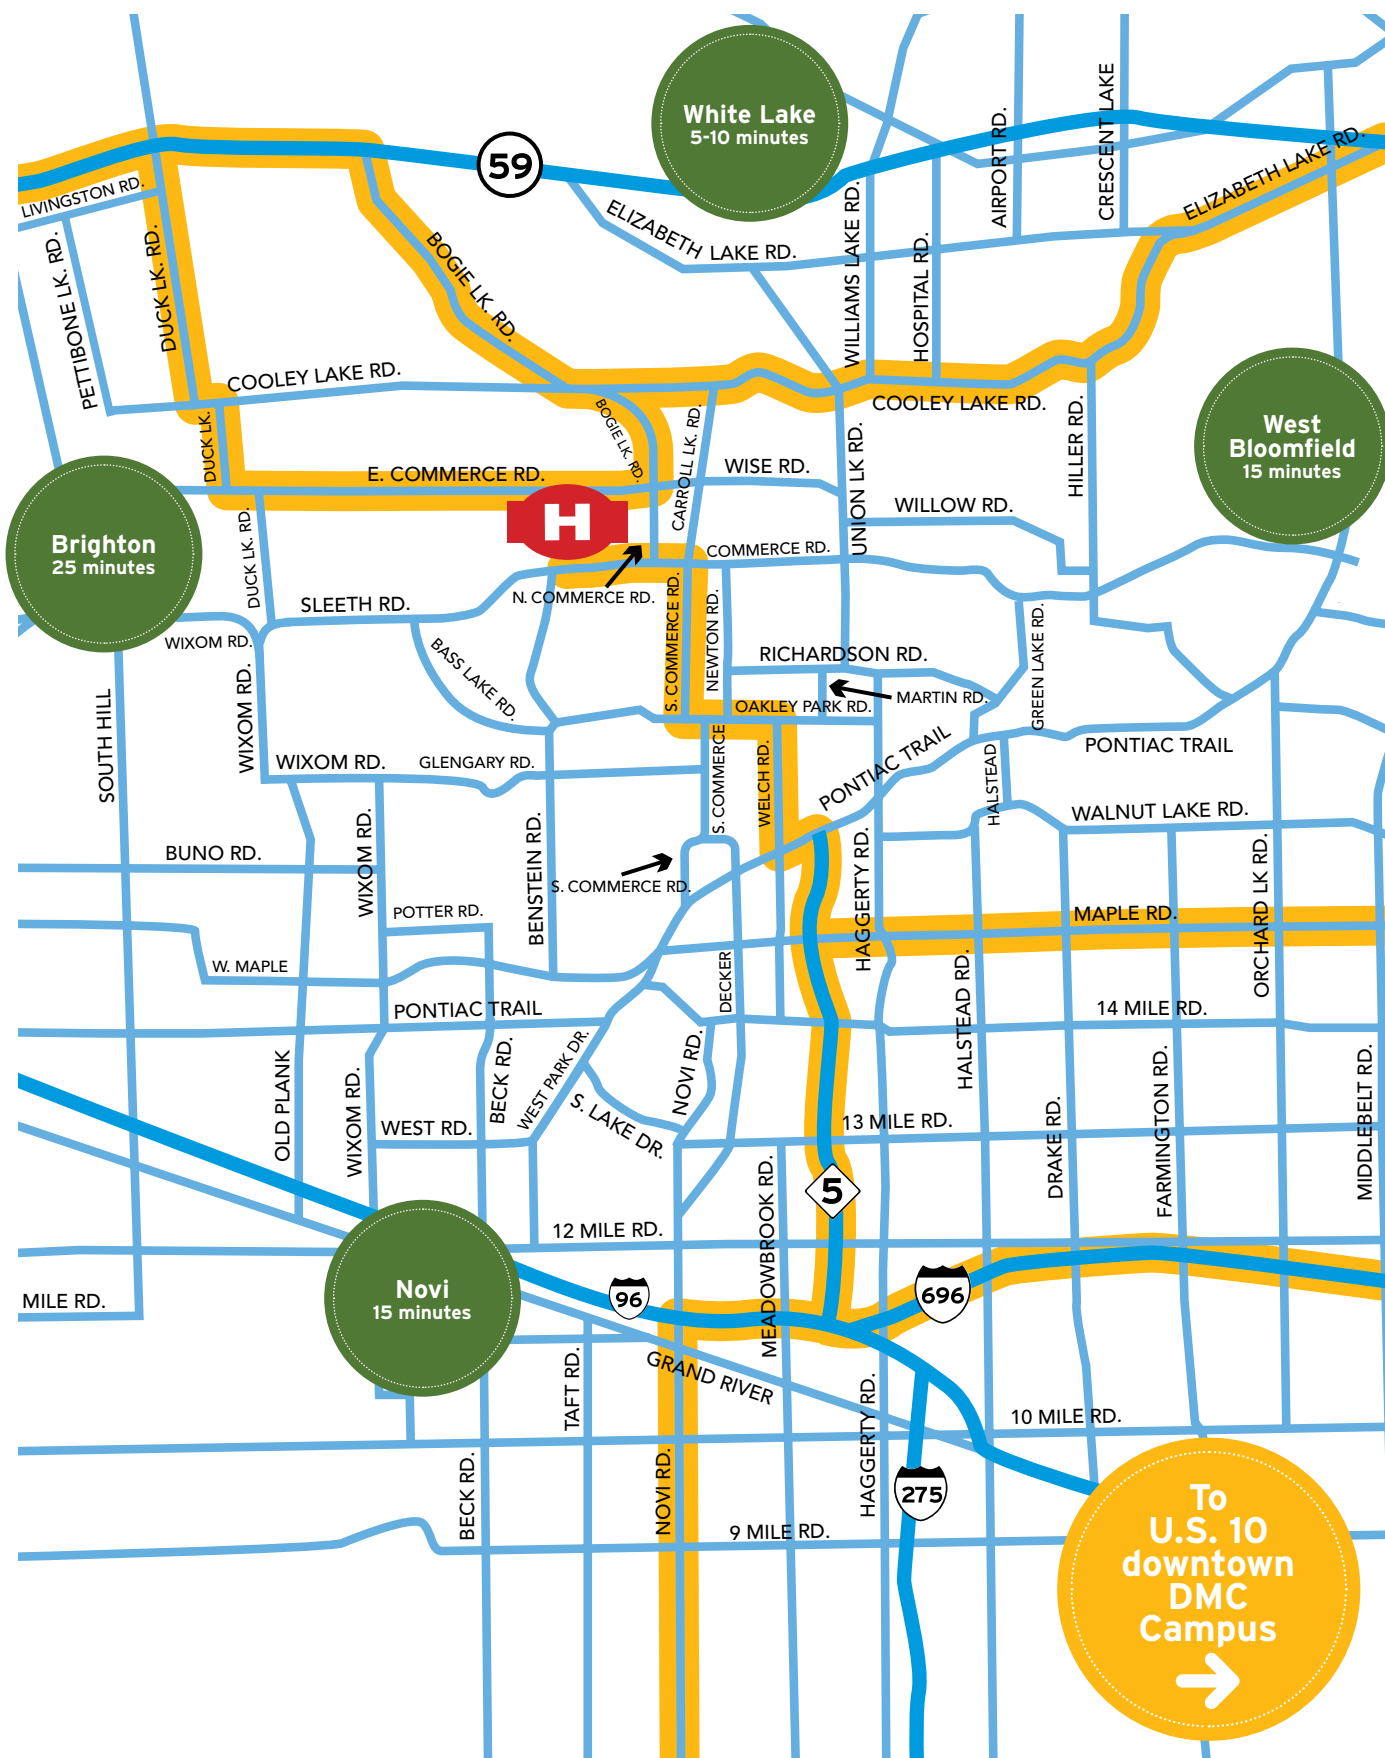 White Lake
5-10 minutes
59
LIVINGSTON RD.
PETTIBONE LK. RD.
DUCK LK. RD.
BOGIE LK. RD.
ELIZABETH LAKE RD.
WILLIAMS LAKE RD.
HOSPITAL RD.
AIRPORT RD.
CRESCENT LAKE
ELIZABETH LAKE RD.
COOLEY LAKE RD.
COOLEY LAKE RD.
West
Bloomfield
15 minutes
DUCK LK.
BOGIE LK. RD.
CARROLL LK. RD.
UNION LK RD.
HILLER RD.
E. COMMERCE RD.
WISE RD.
WILLOW RD.
H
Brighton
25 minutes
DUCK LK. RD.
COMMERCE RD.
N. COMMERCE RD.
SLEETH RD.
WIXOM RD.
BASS LAKE RD.
S. COMMERCE RD.
NEWTON RD.
RICHARDSON RD.
MARTIN RD.
GREEN LAKE RD.
OAKLEY PARK RD.
SOUTH HILL
WIXOM RD.
WIXOM RD.
GLENGARY RD.
S. COMMERCE
WELCH RD.
PONTIAC TRAIL
PONTIAC TRAIL
HALSTEAD
WALNUT LAKE RD.
BUNO RD.
WIXOM RD.
BENSTEIN RD.
S. COMMERCE RD.
HAGGERTY RD.
ORCHARD LK RD.
POTTER RD.
MAPLE RD.
W. MAPLE
DECKER
HALSTEAD RD.
PONTIAC TRAIL
14 MILE RD.
OLD PLANK
WIXOM RD.
BECK RD.
WEST PARK DR.
NOVI RD.
S. LAKE DR.
WEST RD.
13 MILE RD.
DRAKE RD.
FARMINGTON RD.
MIDDLEBELT RD.
5
MEADOWBROOK RD.
12 MILE RD.
Novi
15 minutes
MILE RD.
96
696
GRAND RIVER
TAFT RD.
HAGGERTY RD.
10 MILE RD.
BECK RD.
NOVI RD.
275
9 MILE RD.
To
U.S. 10
downtown
DMC
Campus